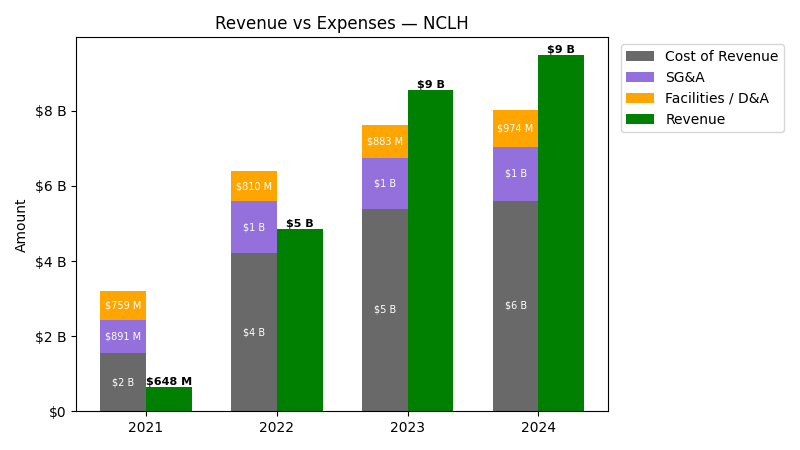 Revenue vs Expenses — NCLH
Cost of Revenue
SG&A
Facilities / D&A
Revenue
Amount
$8 B
$6 B
$4 B
$2 B
$0
$759 M
$891 M
$2 B
$648 M
$810 M
$1 B
$4 B
$5 B
$883 M
$1 B
$5 B
$9 B
$974 M
$1 B
$6 B
$9 B
2021
2022
2023
2024